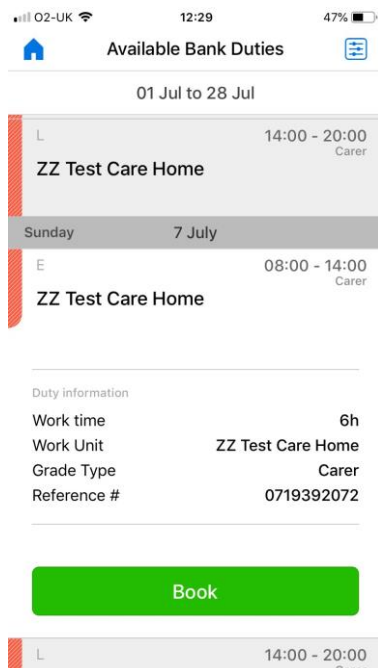 O2-UK 12:29 47%
Available Bank Duties
01 Jul to 28 Jul
L 14:00 - 20:00
Carer
ZZ Test Care Home
Sunday 7 July
E 08:00 - 14:00
Carer
ZZ Test Care Home
Duty information
Work time 6h
Work Unit ZZ Test Care Home
Grade Type Carer
Reference # 0719392072
Book
L 14:00 - 20:00